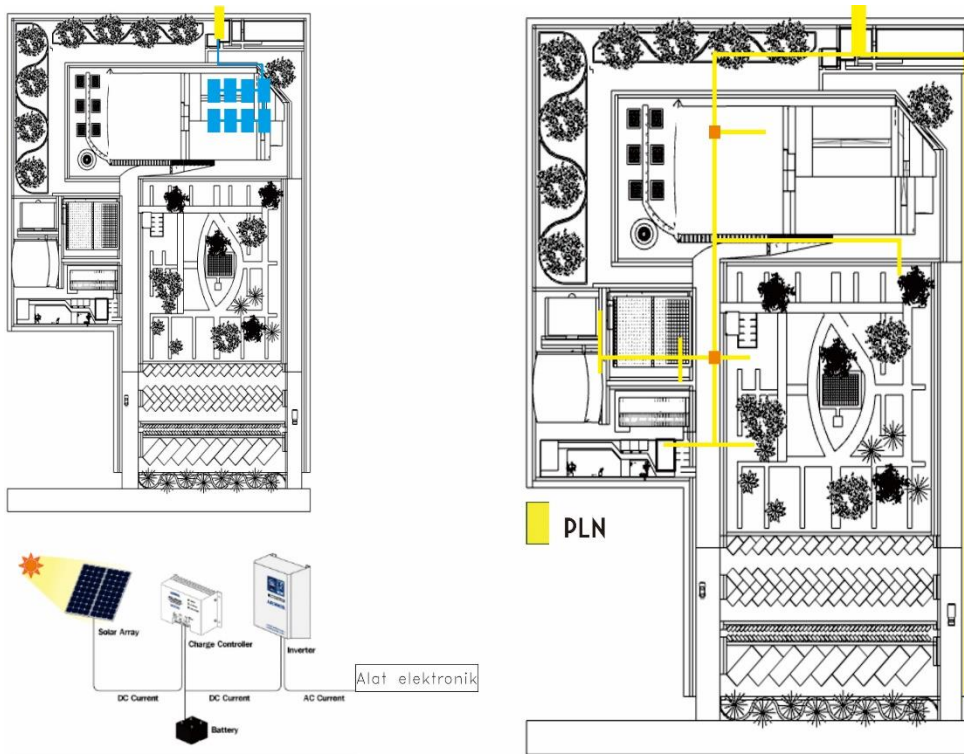 PLN
Solar Array
Charge Controller
Inverter
DC Current
DC Current
AC Current
Alat elektronik
Battery